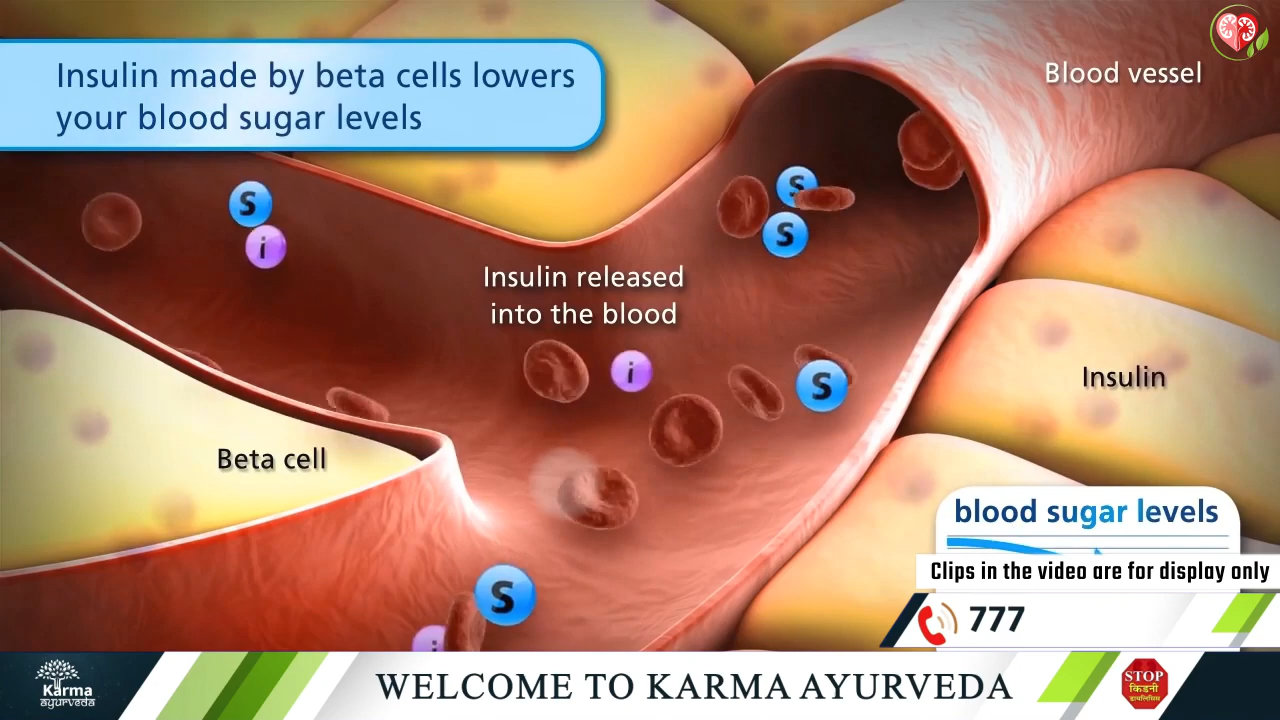 Insulin made by beta cells lowers
your blood sugar levels
Blood vessel
S
i
S
S
Insulin released
into the blood
i
S
Insulin
Beta cell
blood sugar levels
Clips in the video are for display only
777
S
i
Karma
ayurveda
WELCOME TO KARMA AYURVEDA
STOP
किडनी
डायलिसिस